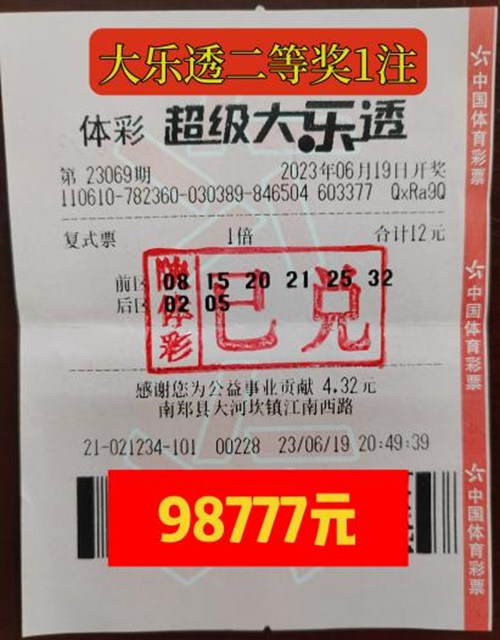 大乐透二等奖1注
体彩 超级大乐透
第 23069期 2023年06月19日开奖
110610-782360-030389-846504 603377 QxRa9Q
复式票 1倍 合计12元
前区 08 15 20 21 25 32
后区 02 05
陕体彩
已兑
感谢您为公益事业贡献 4.32元
南郑县大河坎镇江南西路
21-021234-101 00228 23/06/19 20:49:39
98777元
中国体育彩票
中国体育彩票
中国体育彩票